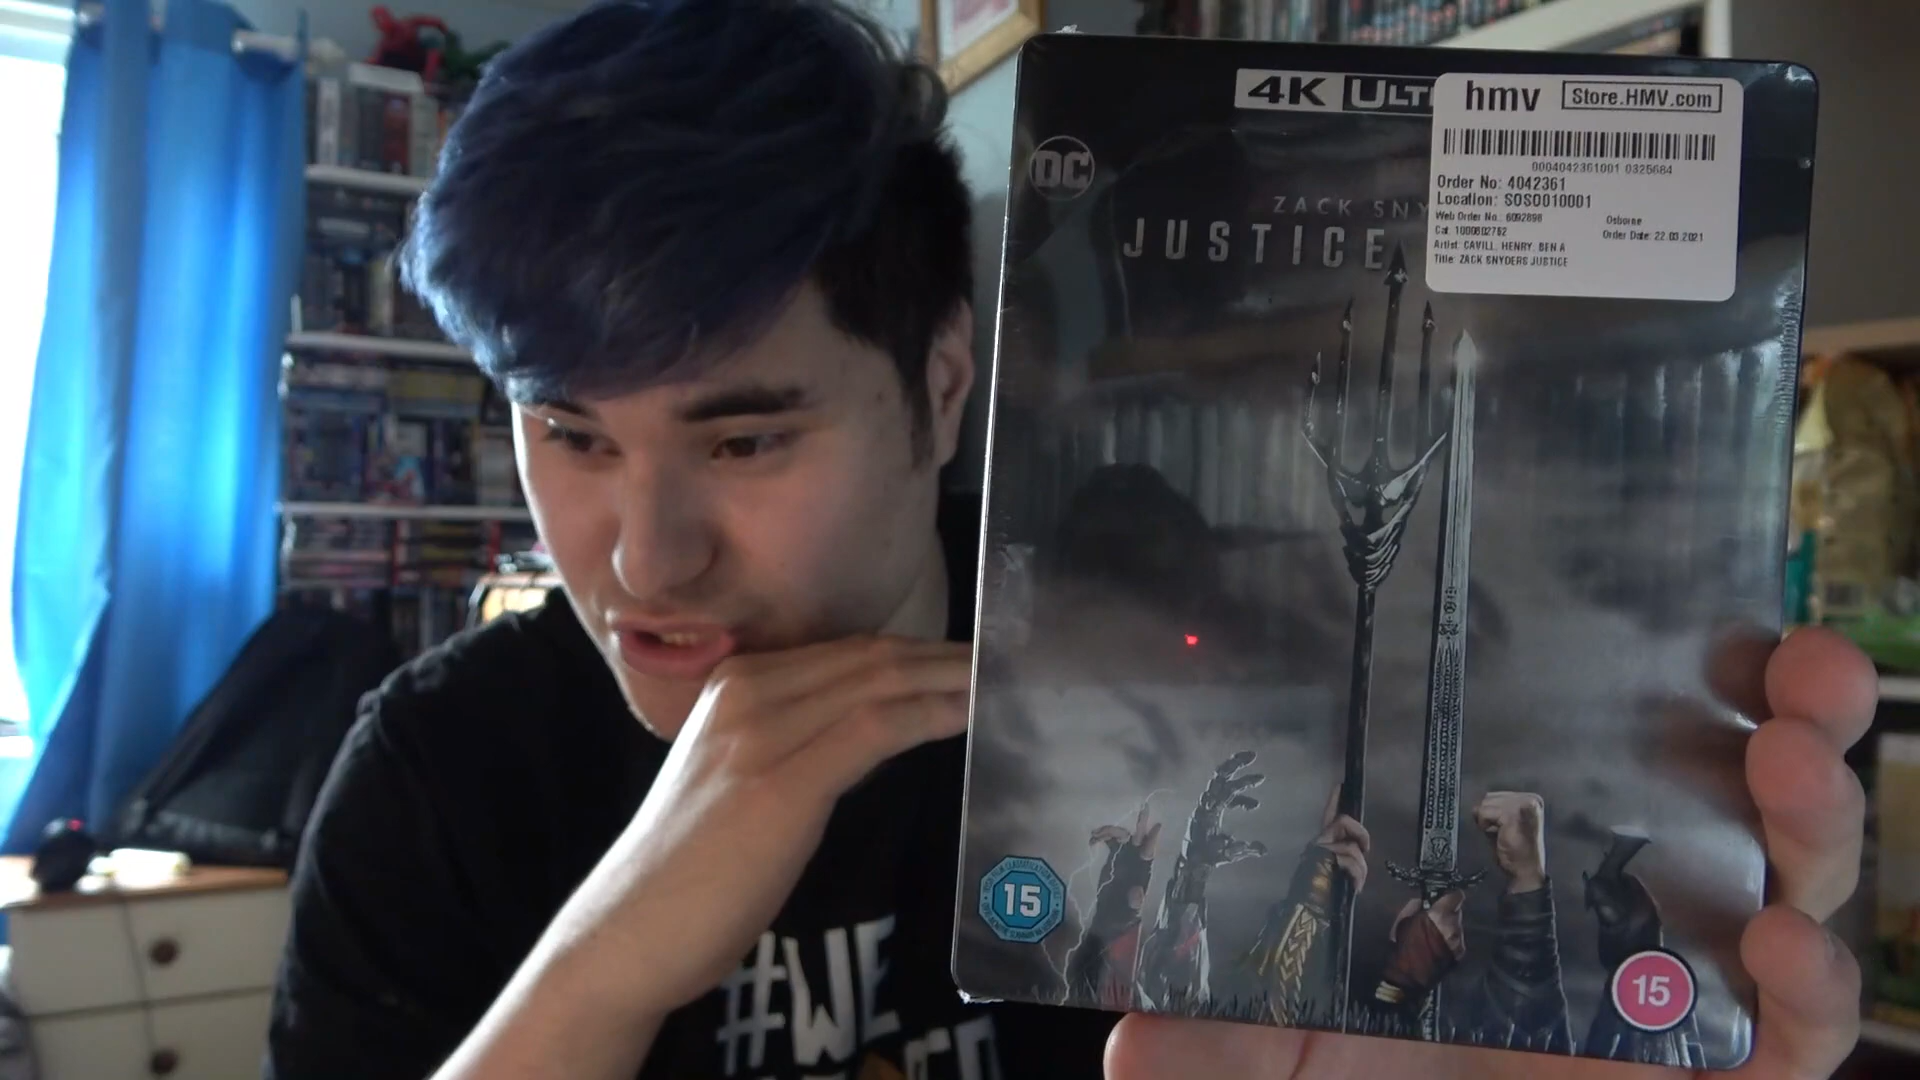 4K ULT
hmv Store.HMV.com
0004042361001 0325684
Order No: 4042361
Location: SOSO010001
Web Order No.: 6092898 Osborne
Cat: 1000802762 Order Date: 22.03.2021
Artist: CAVILL, HENRY, BEN A
Title: ZACK SNYDERS JUSTICE
DC
ZACK SNY
JUSTICE
15
15
#WE